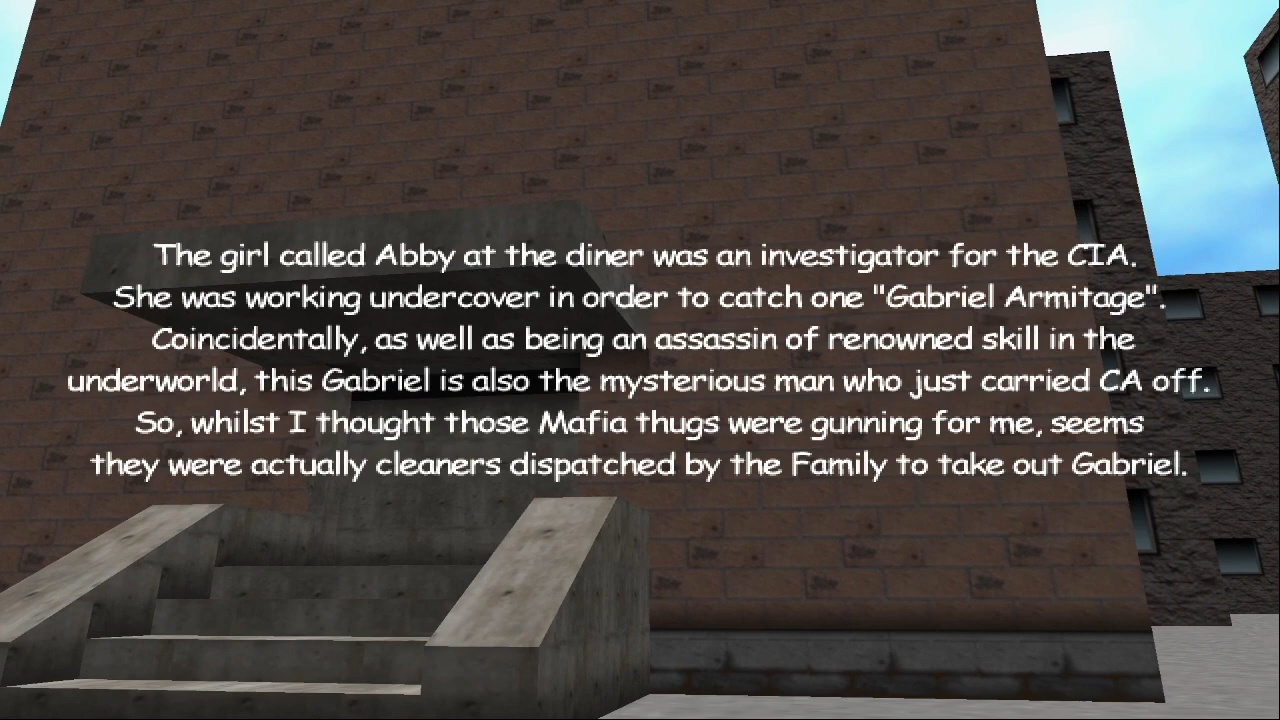 The girl called Abby at the diner was an investigator for the CIA.
She was working undercover in order to catch one "Gabriel Armitage".
Coincidentally, as well as being an assassin of renowned skill in the
underworld, this Gabriel is also the mysterious man who just carried CA off.
So, whilst I thought those Mafia thugs were gunning for me, seems
they were actually cleaners dispatched by the Family to take out Gabriel.